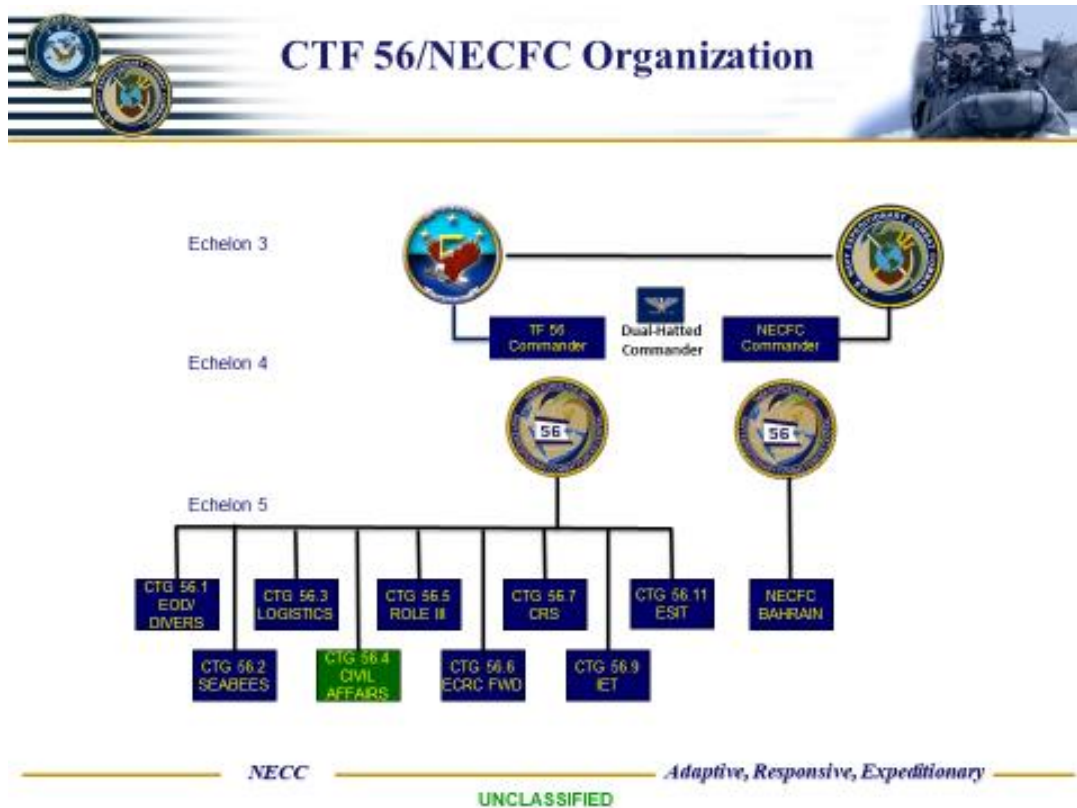 CTF 56/NECFC Organization
Echelon 3
TF 56
Commander
Dual-Hatted
Commander
NECFC
Commander
Echelon 4
56
56
Echelon 5
CTG 56.1
EOD/
DIVERS
CTG 56.3
LOGISTICS
CTG 56.5
ROLE III
CTG 56.7
CRS
CTG 56.11
ESIT
NECFC
BAHRAIN
CTG 56.2
SEABEES
CTG 56.4
CIVIL
AFFAIRS
CTG 56.6
ECRC FWD
CTG 56.9
IET
NECC
Adaptive, Responsive, Expeditionary
UNCLASSIFIED